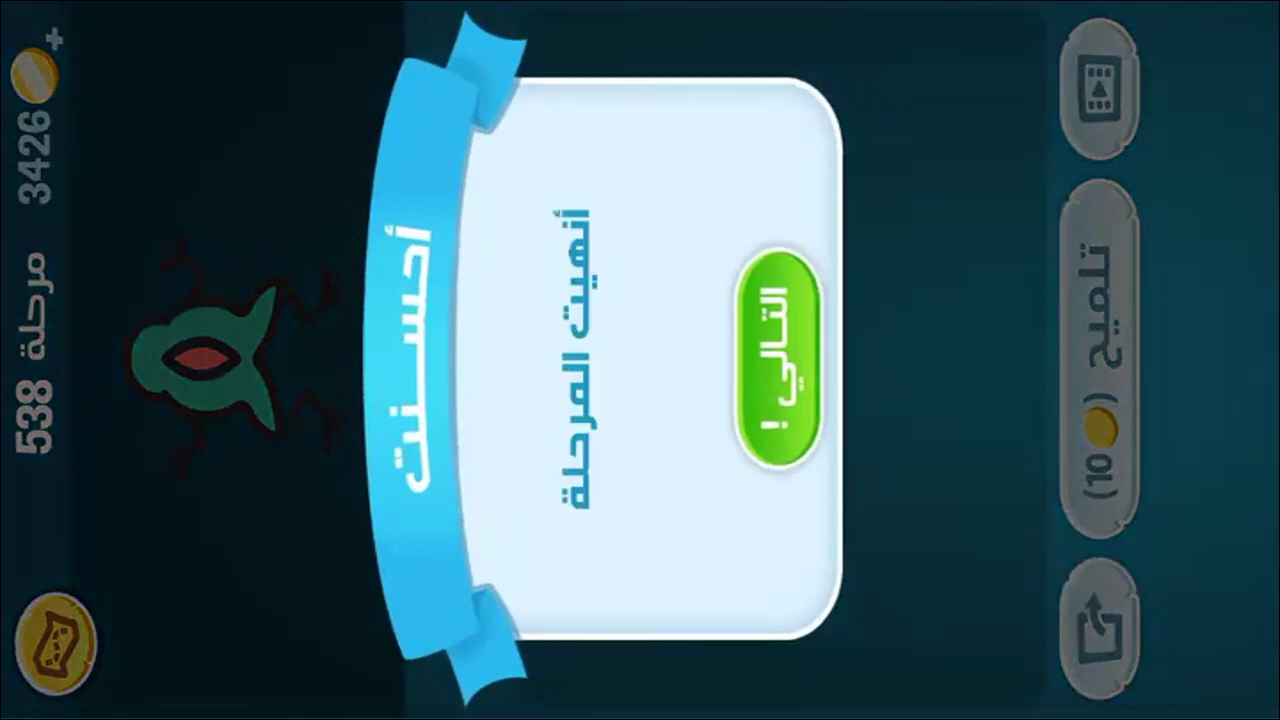 3426
مرحلة 538
أحسنت
أنهيت المرحلة
التالي !
تلميح (10)